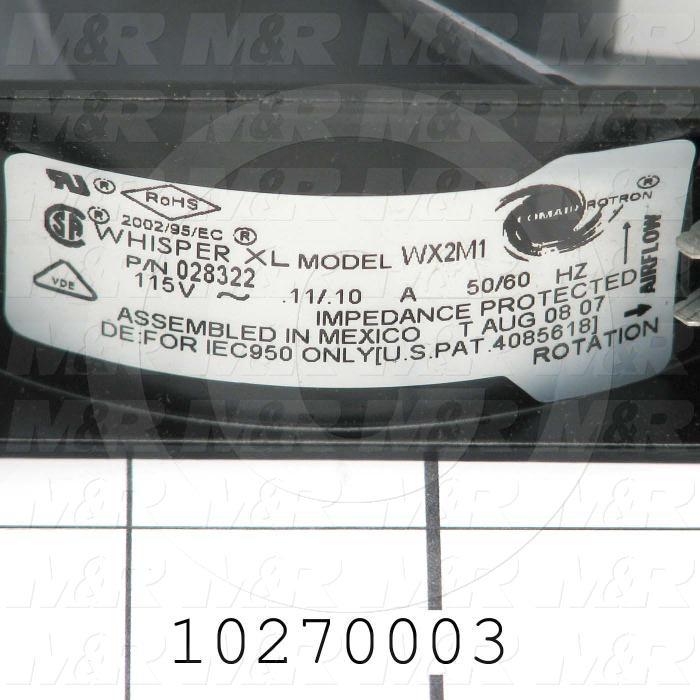 RoHS
2002/95/EC
COMAIR ROTRON ®
WHISPER XL ® MODEL WX2M1
P/N 028322
115V ~ .11/.10 A 50/60 HZ
IMPEDANCE PROTECTED
ASSEMBLED IN MEXICO T AUG 08 07
DE:FOR IEC950 ONLY[U.S.PAT.4085618]
ROTATION
AIRFLOW
VDE
10270003
M&R